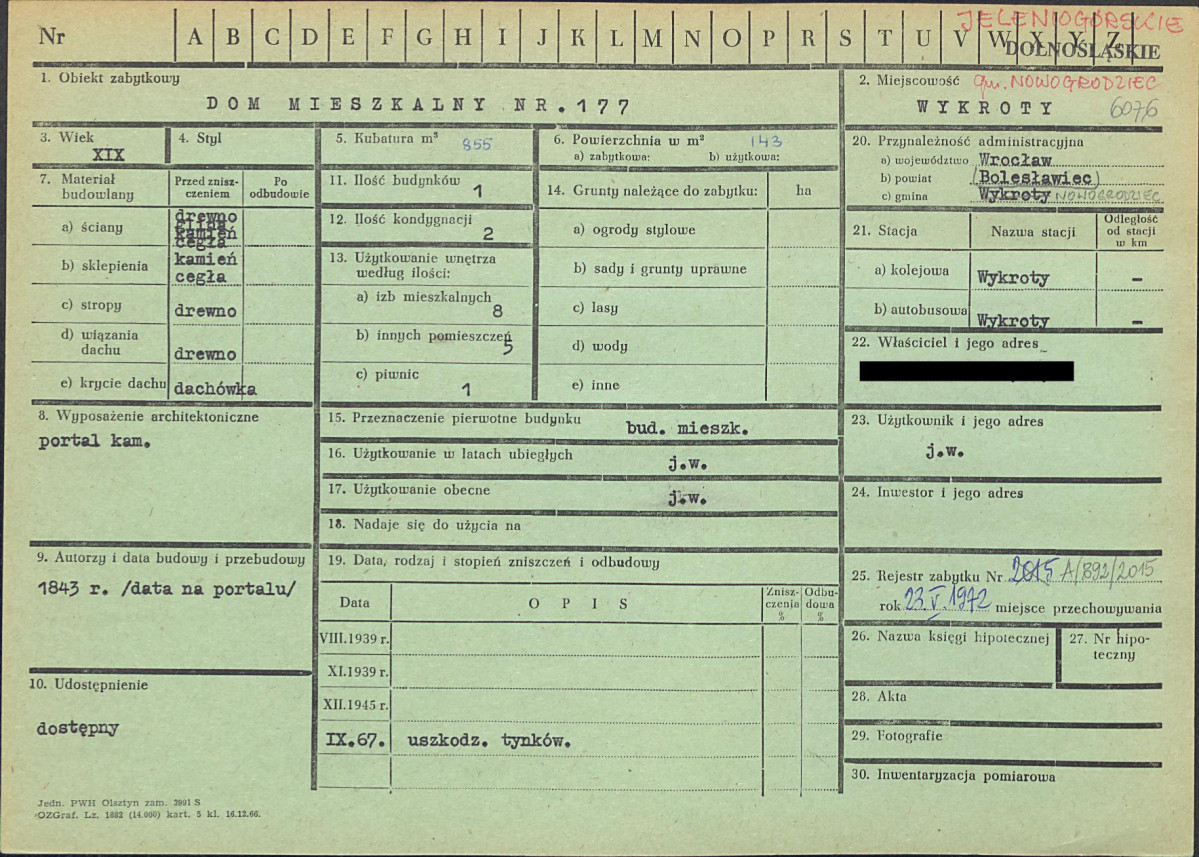 JELENIOGÓRSKIE
Nr A B C D E F G H I J K L M N O P R S T U V W X Y Z
DOLNOŚLĄSKIE
1. Obiekt zabytkowy
DOM MIESZKALNY NR. 177
2. Miejscowość gm. NOWOGRODZIEC
WYKROTY 6076
3. Wiek
XIX
4. Styl
5. Kubatura m³ 855
6. Powierzchnia w m² 143
a) zabytkowa: b) użytkowa:
7. Materiał budowlany
Przed zniszczeniem
Po odbudowie
a) ściany
drewno
glina
kamień
cegła
b) sklepienia
kamień
cegła
c) stropy
drewno
d) wiązania dachu
drewno
e) krycie dachu
dachówka
8. Wyposażenie architektoniczne
portal kam.
9. Autorzy i data budowy i przebudowy
1843 r. /data na portalu/
10. Udostępnienie
dostępny
11. Ilość budynków
1
12. Ilość kondygnacji
2
13. Użytkowanie wnętrza
według ilości:
a) izb mieszkalnych
8
b) innych pomieszczeń
5
c) piwnic
1
14. Grunty należące do zabytku: ha
a) ogrody stylowe
b) sady i grunty uprawne
c) lasy
d) wody
e) inne
15. Przeznaczenie pierwotne budynku
bud. mieszk.
16. Użytkowanie w latach ubiegłych
j.w.
17. Użytkowanie obecne
j.w.
18. Nadaje się do użycia na
19. Data, rodzaj i stopień zniszczeń i odbudowy
Data
O P I S
Zniszczenia %
Odbudowa %
VIII.1939 r.
XI.1939 r.
XII.1945 r.
IX.67. uszkodz. tynków.
20. Przynależność administracyjna
a) województwo Wrocław
b) powiat (Bolesławiec)
c) gmina Wykroty NOWOGRODZIEC
21. Stacja
Nazwa stacji
Odległość od stacji w km
a) kolejowa Wykroty –
b) autobusowa Wykroty –
22. Właściciel i jego adres
23. Użytkownik i jego adres
j.w.
24. Inwestor i jego adres
25. Rejestr zabytku Nr 2015 A/892/2015
rok 23.V.1972 miejsce przechowywania
26. Nazwa księgi hipotecznej
27. Nr hipoteczny
28. Akta
29. Fotografie
30. Inwentaryzacja pomiarowa
Jedn. PWH Olsztyn zam. 3991 S
OZGraf. Lz. 1882 (14.000) kart. 5 kl. 16.12.66.